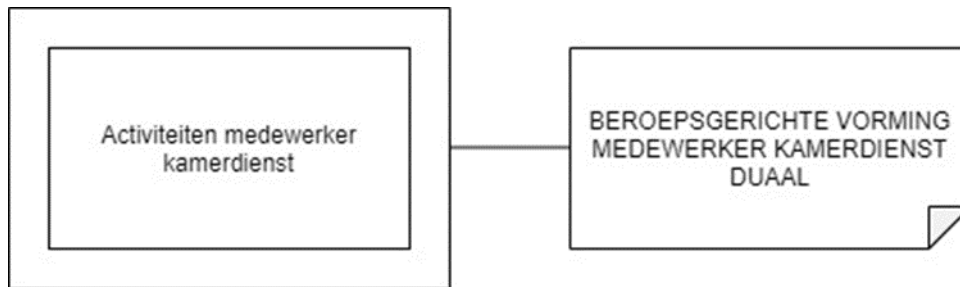 Activiteiten medewerker
kamerdienst
BEROEPSGERICHTE VORMING
MEDEWERKER KAMERDIENST
DUAAL